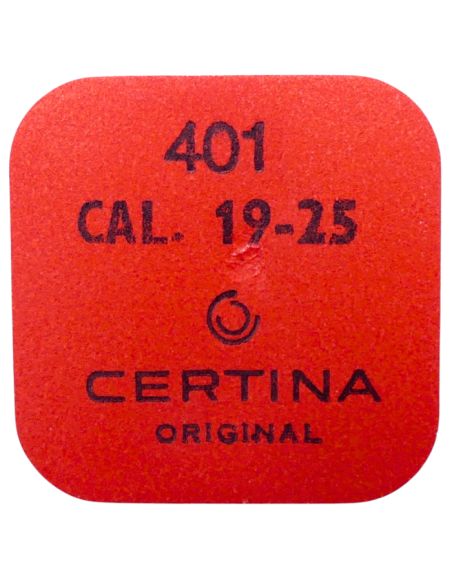 401
CAL. 19-25
CERTINA
ORIGINAL